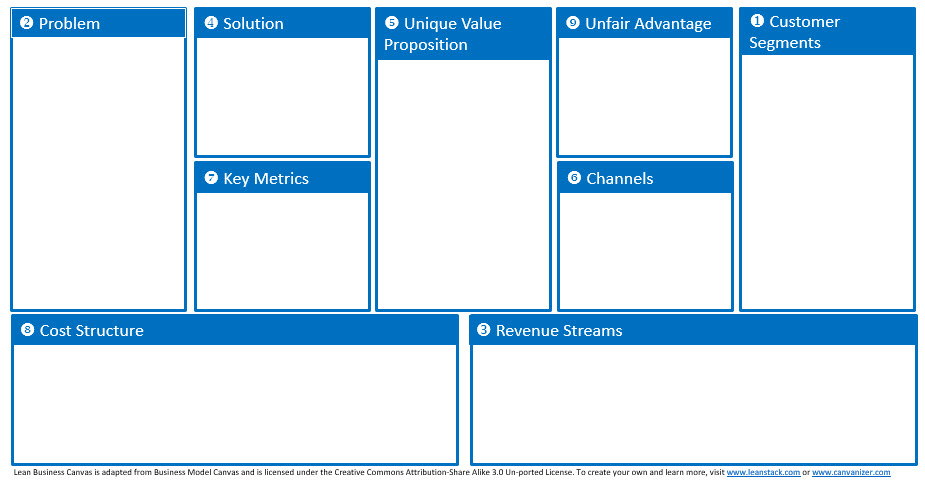 ❷ Problem
❹ Solution
❺ Unique Value
Proposition
❾ Unfair Advantage
❶ Customer
Segments
❼ Key Metrics
❻ Channels
❽ Cost Structure
❸ Revenue Streams
Lean Business Canvas is adapted from Business Model Canvas and is licensed under the Creative Commons Attribution-Share Alike 3.0 Un-ported License. To create your own and learn more, visit www.leanstack.com or www.canvanizer.com